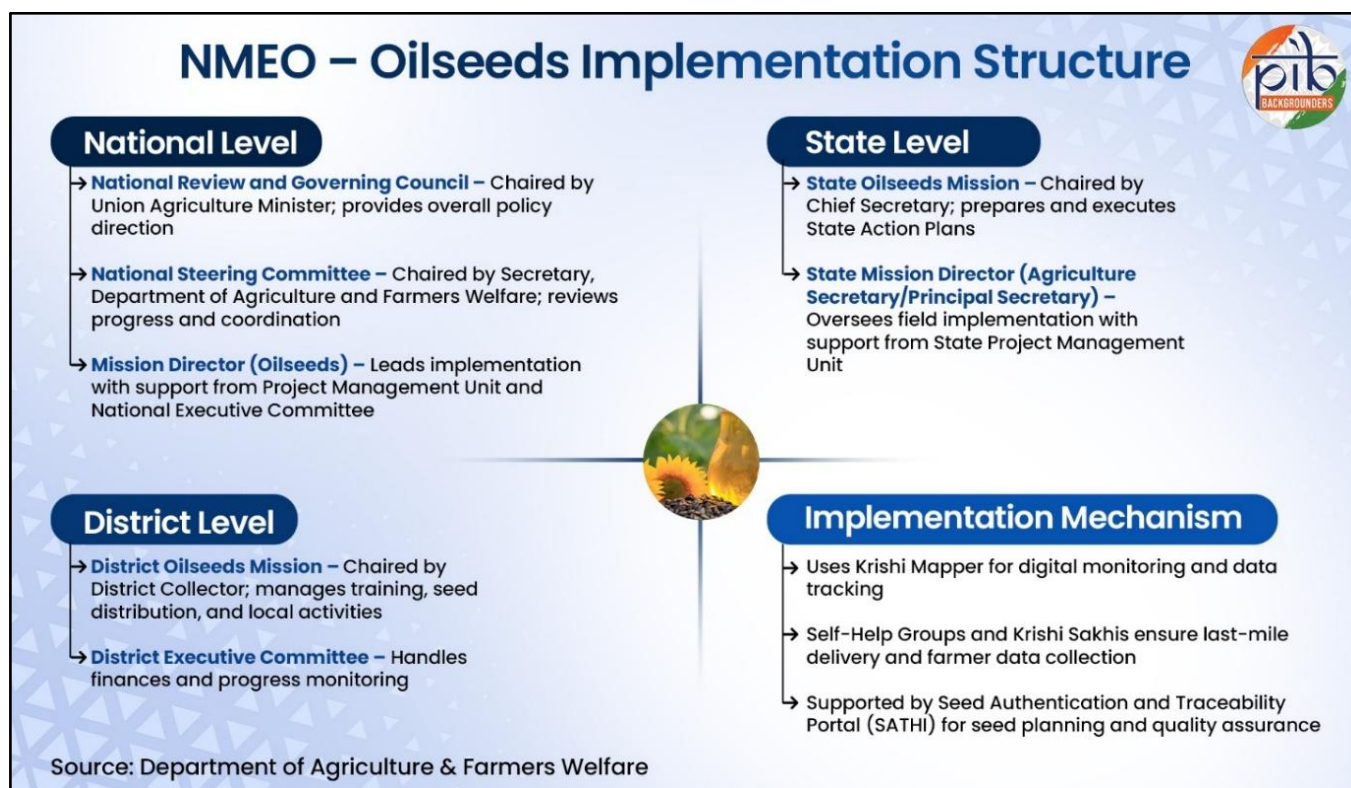 NMEO – Oilseeds Implementation Structure
pib
BACKGROUNDERS
National Level
National Review and Governing Council – Chaired by
Union Agriculture Minister; provides overall policy
direction
National Steering Committee – Chaired by Secretary,
Department of Agriculture and Farmers Welfare; reviews
progress and coordination
Mission Director (Oilseeds) – Leads implementation
with support from Project Management Unit and
National Executive Committee
State Level
State Oilseeds Mission – Chaired by
Chief Secretary; prepares and executes
State Action Plans
State Mission Director (Agriculture
Secretary/Principal Secretary) –
Oversees field implementation with
support from State Project Management
Unit
District Level
District Oilseeds Mission – Chaired by
District Collector; manages training, seed
distribution, and local activities
District Executive Committee – Handles
finances and progress monitoring
Implementation Mechanism
Uses Krishi Mapper for digital monitoring and data
tracking
Self-Help Groups and Krishi Sakhis ensure last-mile
delivery and farmer data collection
Supported by Seed Authentication and Traceability
Portal (SATHI) for seed planning and quality assurance
Source: Department of Agriculture & Farmers Welfare